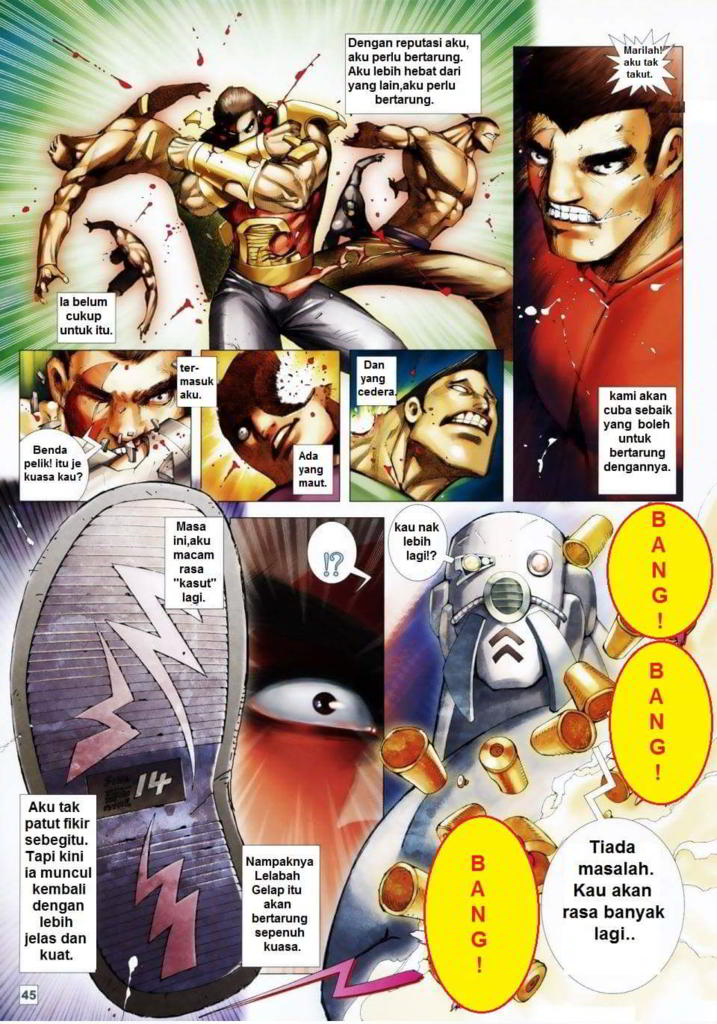 Dengan reputasi aku,
aku perlu bertarung.
Aku lebih hebat dari
yang lain,aku perlu
bertarung.
Marilah!
aku tak
takut.
Ia belum
cukup
untuk itu.
kami akan
cuba sebaik
yang boleh
untuk
bertarung
dengannya.
Benda
pelik! itu je
kuasa kau?
ter-
masuk
aku.
Ada
yang
maut.
Dan
yang
cedera.
Masa
ini,aku
macam
rasa
"kasut"
lagi.
!?
kau nak
lebih
lagi!?
BANG!
BANG!
14
Aku tak
patut fikir
sebegitu.
Tapi kini
ia muncul
kembali
dengan
lebih
jelas dan
kuat.
Nampaknya
Lelabah
Gelap itu
akan
bertarung
sepenuh
kuasa.
BANG!
Tiada
masalah.
Kau akan
rasa banyak
lagi..
45